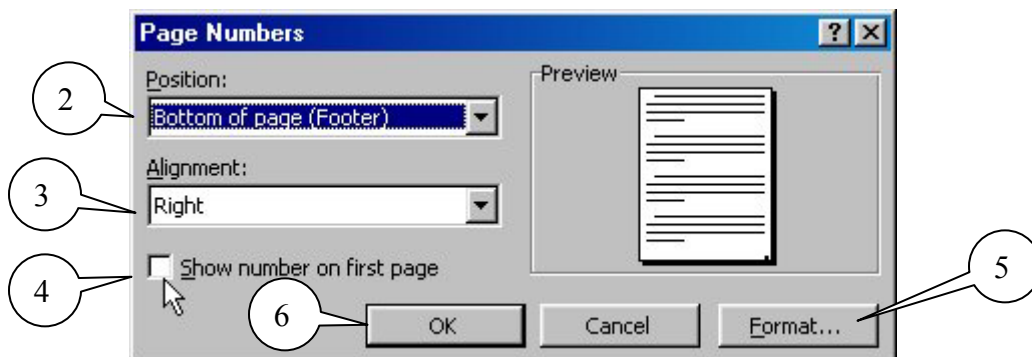 Page Numbers
Position:
Preview
2
Bottom of page (Footer)
Alignment:
3
Right
4
Show number on first page
5
6
OK
Cancel
Format...